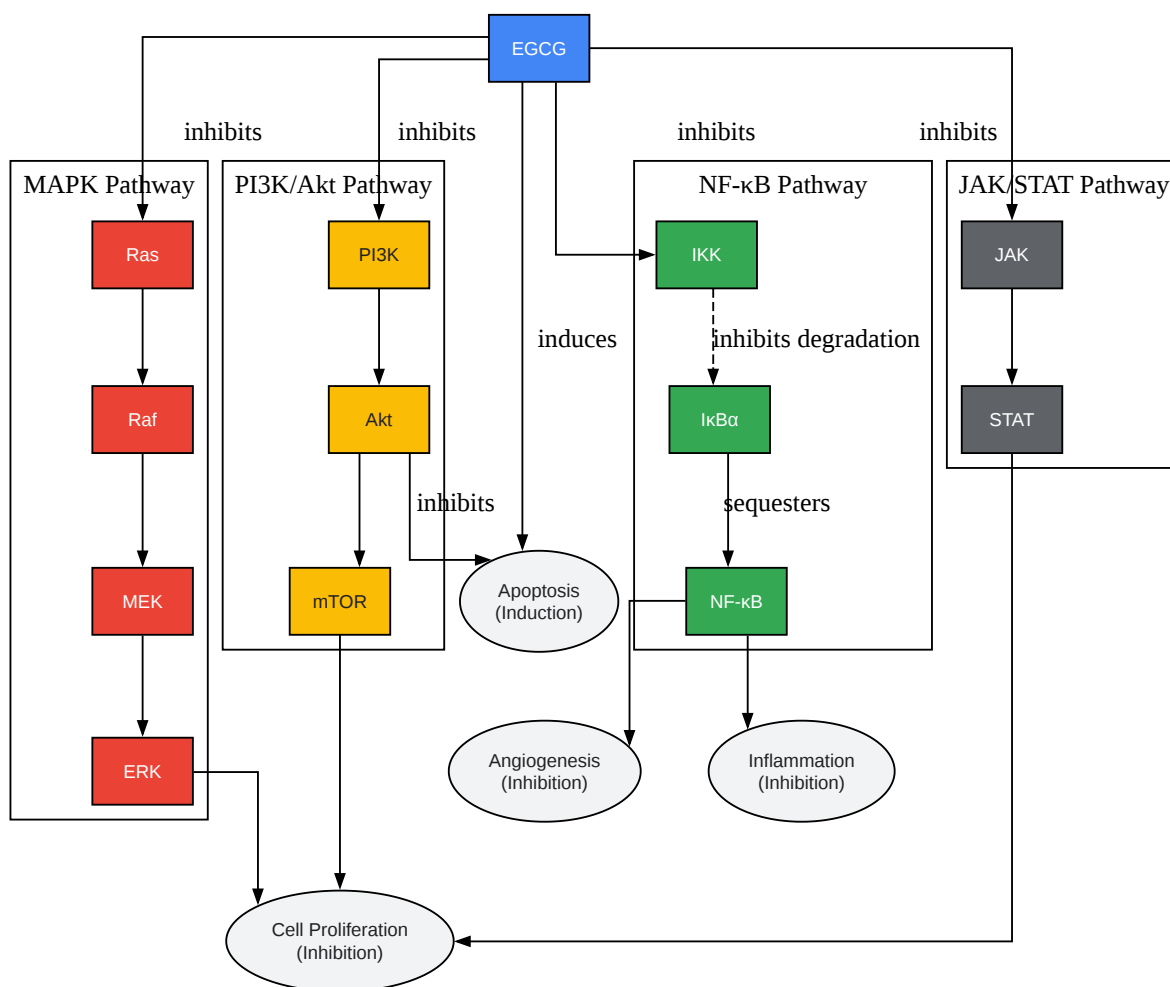 EGCG
inhibits
inhibits
inhibits
inhibits
MAPK Pathway
PI3K/Akt Pathway
NF-κB Pathway
JAK/STAT Pathway
Ras
PI3K
IKK
JAK
induces
inhibits degradation
Raf
Akt
IκBα
STAT
inhibits
sequesters
MEK
mTOR
Apoptosis
(Induction)
NF-κB
ERK
Angiogenesis
(Inhibition)
Inflammation
(Inhibition)
Cell Proliferation
(Inhibition)